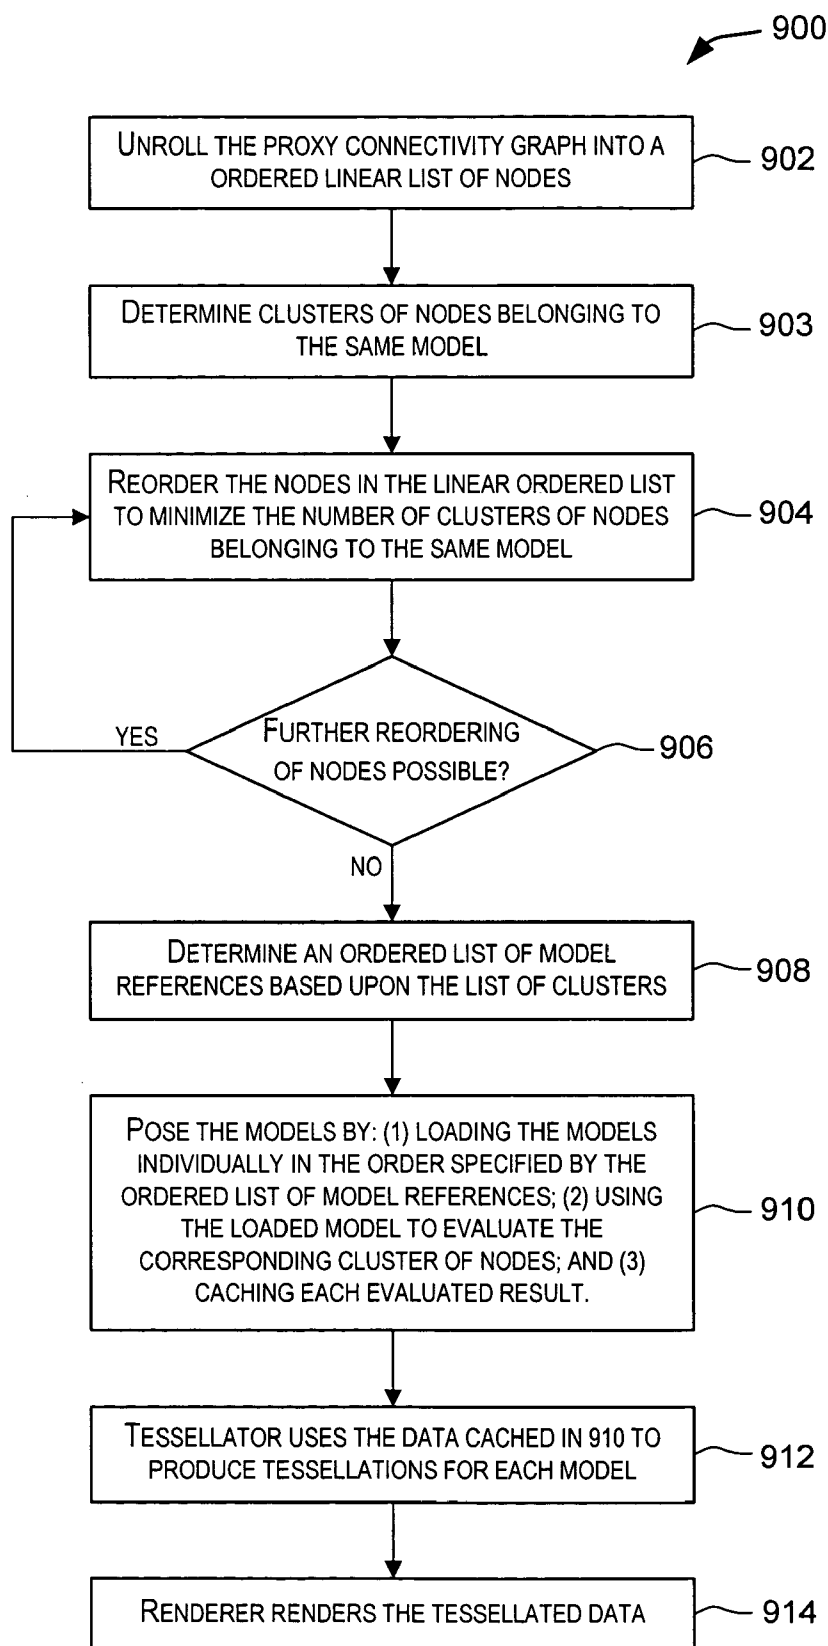 900
UNROLL THE PROXY CONNECTIVITY GRAPH INTO A
ORDERED LINEAR LIST OF NODES
902
DETERMINE CLUSTERS OF NODES BELONGING TO
THE SAME MODEL
903
REORDER THE NODES IN THE LINEAR ORDERED LIST
TO MINIMIZE THE NUMBER OF CLUSTERS OF NODES
BELONGING TO THE SAME MODEL
904
YES
FURTHER REORDERING
OF NODES POSSIBLE?
906
NO
DETERMINE AN ORDERED LIST OF MODEL
REFERENCES BASED UPON THE LIST OF CLUSTERS
908
POSE THE MODELS BY: (1) LOADING THE MODELS
INDIVIDUALLY IN THE ORDER SPECIFIED BY THE
ORDERED LIST OF MODEL REFERENCES; (2) USING
THE LOADED MODEL TO EVALUATE THE
CORRESPONDING CLUSTER OF NODES; AND (3)
CACHING EACH EVALUATED RESULT.
910
TESSELLATOR USES THE DATA CACHED IN 910 TO
PRODUCE TESSELLATIONS FOR EACH MODEL
912
RENDERER RENDERS THE TESSELLATED DATA
914